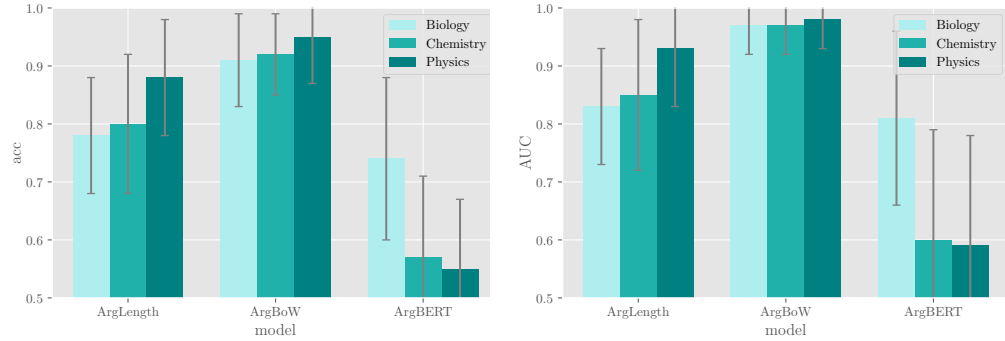 1.0
0.9
0.8
0.7
0.6
0.5
acc
ArgLength
ArgBoW
ArgBERT
model
Biology
Chemistry
Physics
1.0
0.9
0.8
0.7
0.6
0.5
AUC
ArgLength
ArgBoW
ArgBERT
model
Biology
Chemistry
Physics